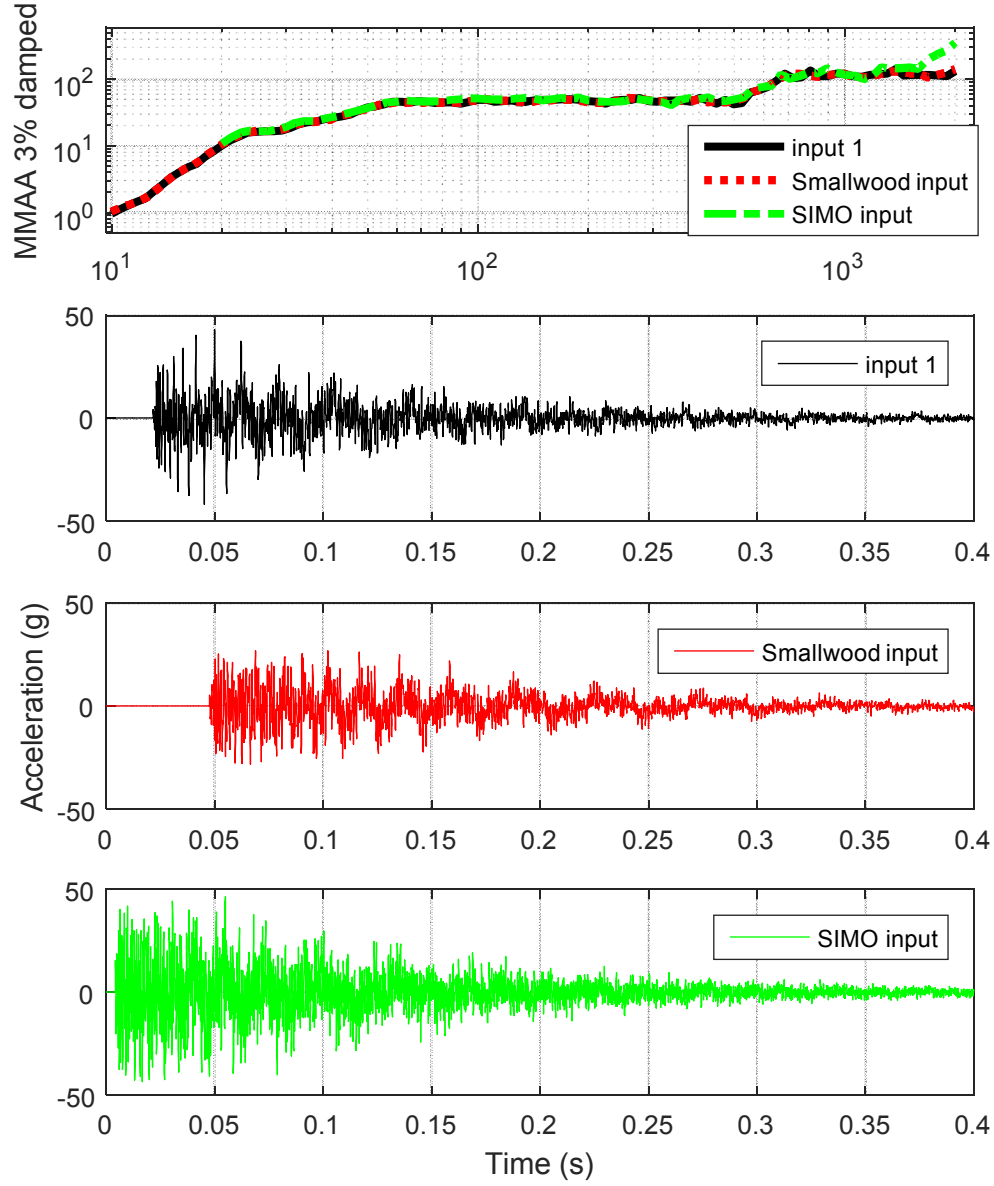 MMAA 3% damped
10^2
10^1
10^0
input 1
Smallwood input
SIMO input
10^1 10^2 10^3
50
input 1
0
-50
0 0.05 0.1 0.15 0.2 0.25 0.3 0.35 0.4
Acceleration (g)
50
Smallwood input
0
-50
0 0.05 0.1 0.15 0.2 0.25 0.3 0.35 0.4
50
SIMO input
0
-50
0 0.05 0.1 0.15 0.2 0.25 0.3 0.35 0.4
Time (s)